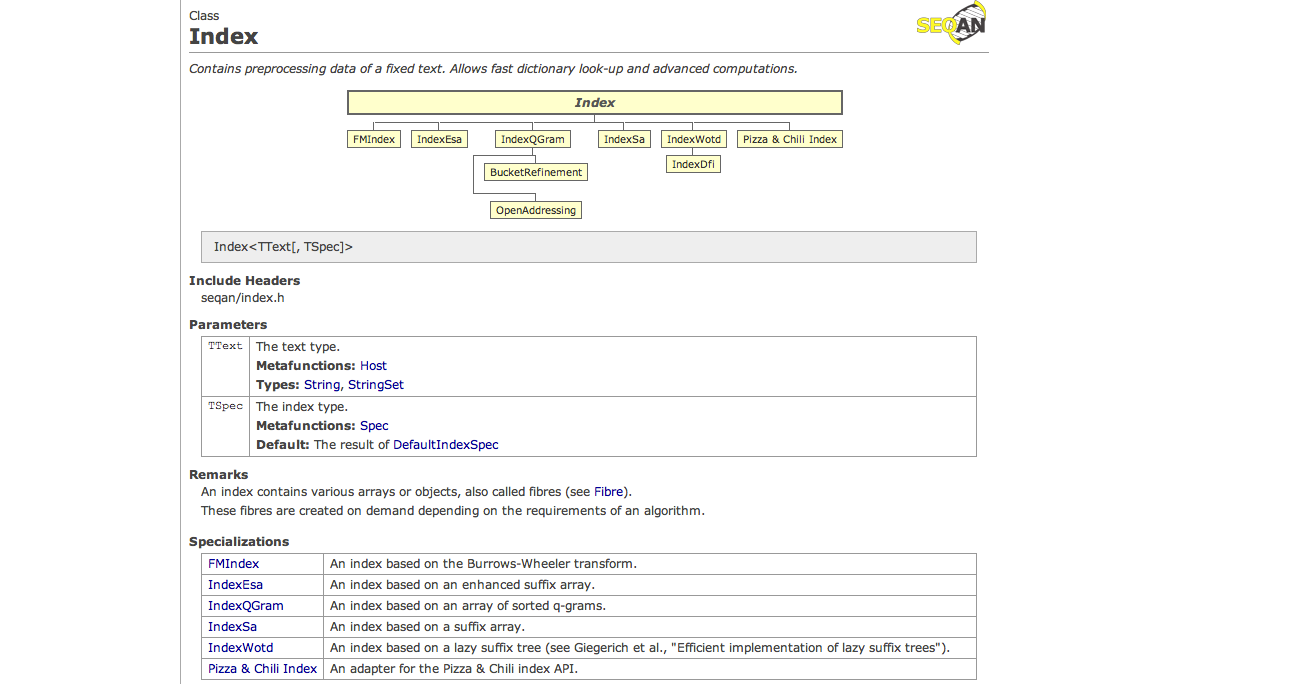 Class
SEQAN
Index
Contains preprocessing data of a fixed text. Allows fast dictionary look-up and advanced computations.
Index
FMIndex IndexEsa IndexQGram IndexSa IndexWotd Pizza & Chili Index
IndexDfi
BucketRefinement
OpenAddressing
Index<TText[, TSpec]>
Include Headers
seqan/index.h
Parameters
TText The text type.
Metafunctions: Host
Types: String, StringSet
TSpec The index type.
Metafunctions: Spec
Default: The result of DefaultIndexSpec
Remarks
An index contains various arrays or objects, also called fibres (see Fibre).
These fibres are created on demand depending on the requirements of an algorithm.
Specializations
FMIndex An index based on the Burrows-Wheeler transform.
IndexEsa An index based on an enhanced suffix array.
IndexQGram An index based on an array of sorted q-grams.
IndexSa An index based on a suffix array.
IndexWotd An index based on a lazy suffix tree (see Giegerich et al., "Efficient implementation of lazy suffix trees").
Pizza & Chili Index An adapter for the Pizza & Chili index API.